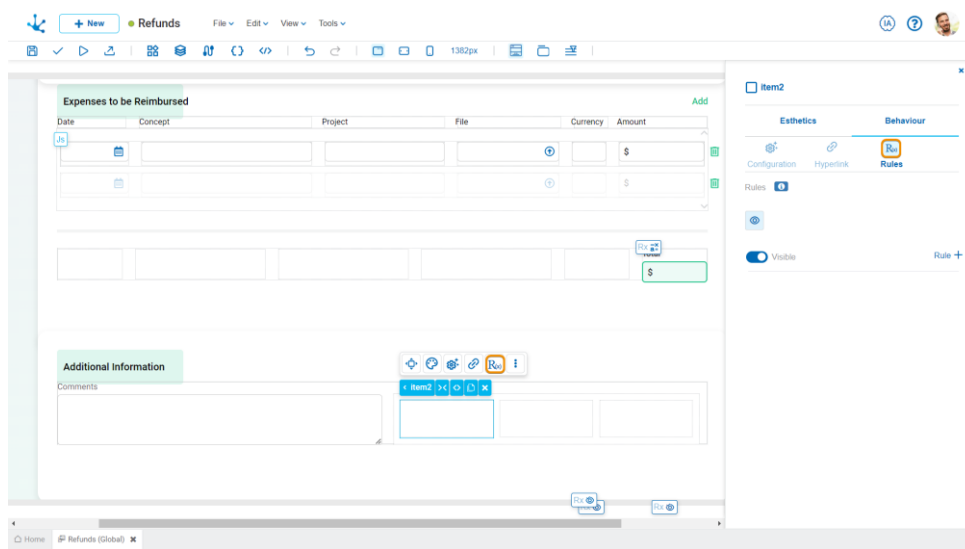 + New
Refunds
File
Edit
View
Tools
IA
?
</>
1382px
Expenses to be Reimbursed
Add
Date
Concept
Project
File
Currency
Amount
Js
$
$
Rx
Total
$
Additional Information
Comments
R(x)
< Item2
Rx
Rx
Rx
Item2
Esthetics
Behaviour
Configuration
Hyperlink
R(x)
Rules
Rules
Visible
Rule +
Home
Refunds (Global)